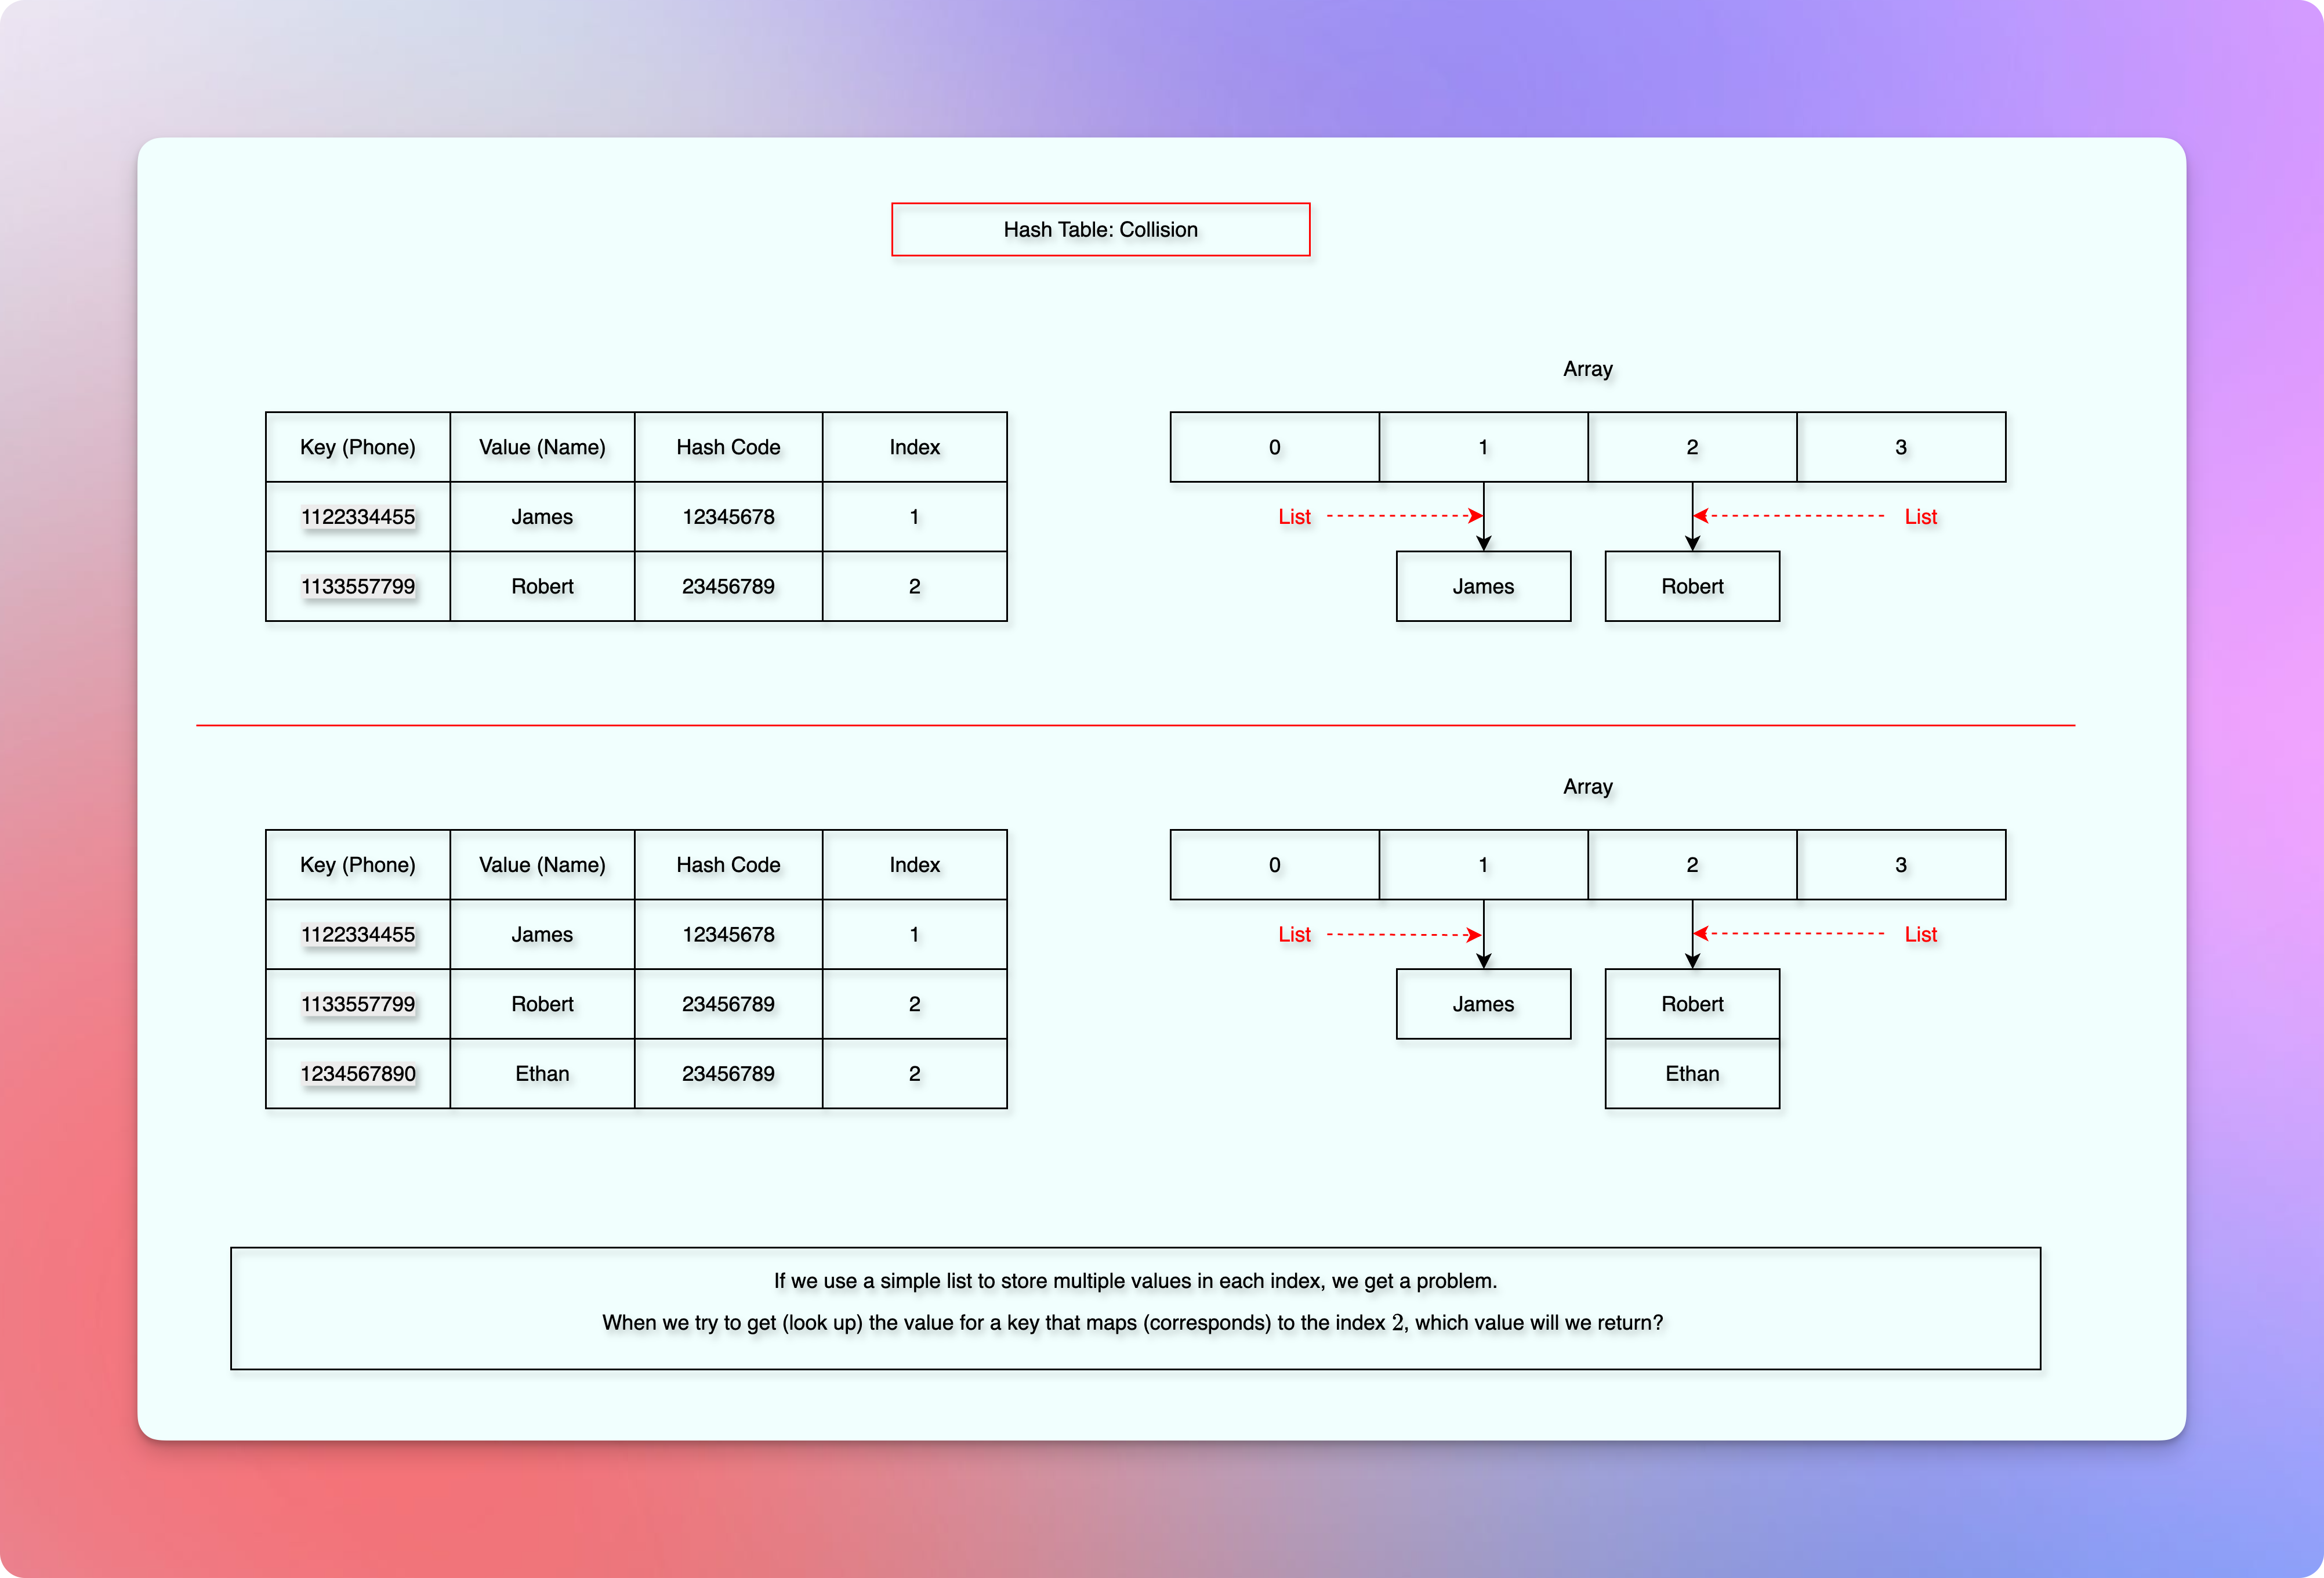 Hash Table: Collision
Array
Key (Phone) Value (Name) Hash Code Index
0 1 2 3
1122334455 James 12345678 1
List List
1133557799 Robert 23456789 2
James Robert
Array
Key (Phone) Value (Name) Hash Code Index
0 1 2 3
1122334455 James 12345678 1
List List
1133557799 Robert 23456789 2
James Robert
1234567890 Ethan 23456789 2
Ethan
If we use a simple list to store multiple values in each index, we get a problem.
When we try to get (look up) the value for a key that maps (corresponds) to the index 2, which value will we return?